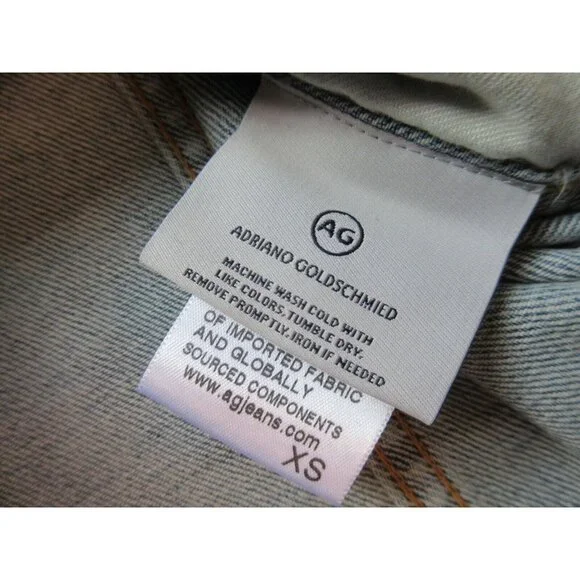 AG
ADRIANO GOLDSCHMIED
MACHINE WASH COLD WITH
LIKE COLORS, TUMBLE DRY.
REMOVE PROMPTLY. IRON IF NEEDED
OF IMPORTED FABRIC
AND GLOBALLY
SOURCED COMPONENTS
www.agjeans.com
XS